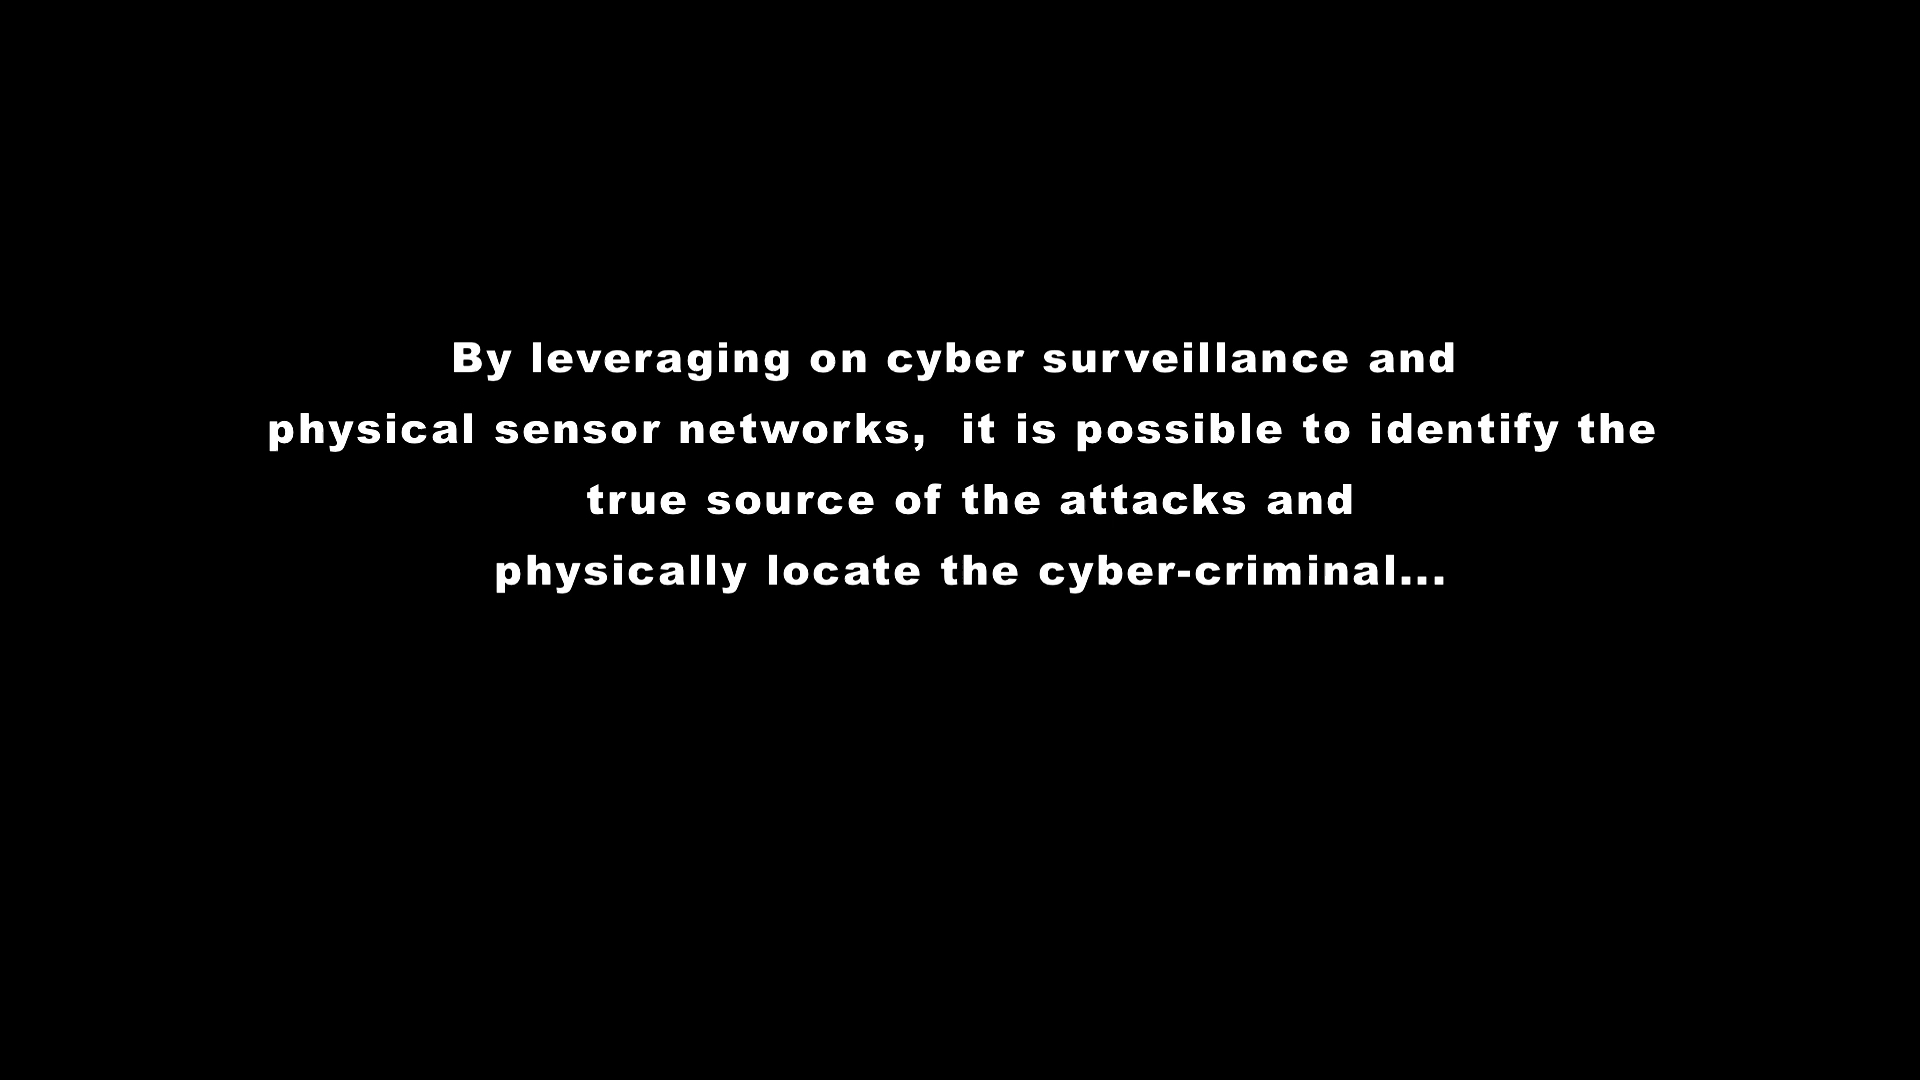 By leveraging on cyber surveillance and
physical sensor networks,  it is possible to identify the
true source of the attacks and
physically locate the cyber-criminal...